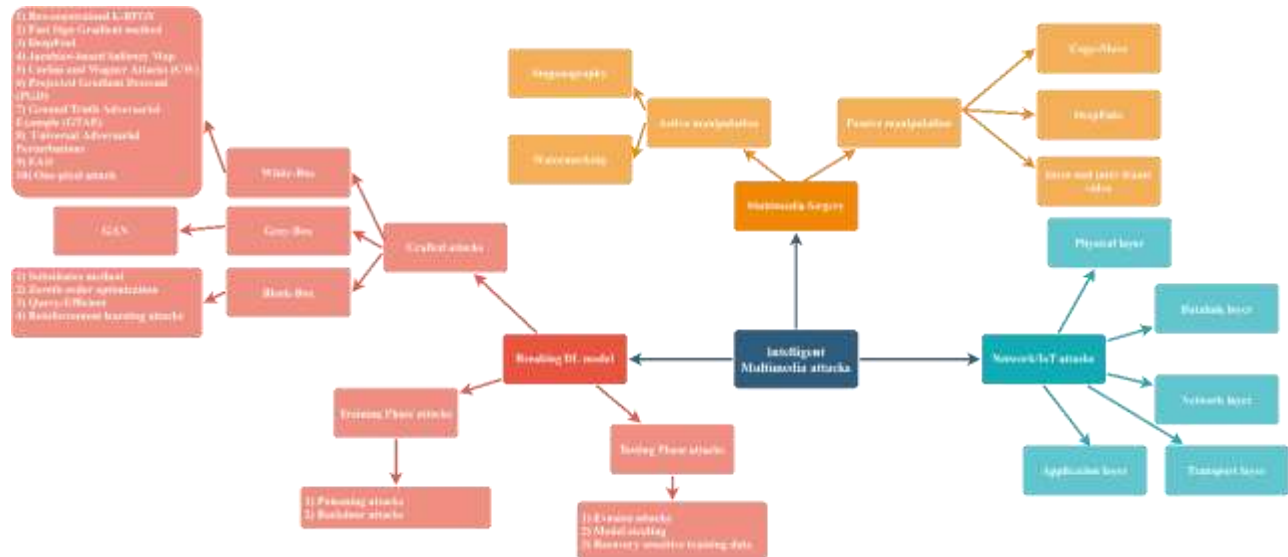 1) Box-constrained L-BFGS
2) Fast Sign Gradient method
3) DeepFool
4) Jacobian-based Saliency Map
5) Carlini and Wagner Attacks (CW)
6) Projected Gradient Descent
(PGD)
7) Ground Truth Adversarial
Example (GTAE)
8) Universal Adversarial
Perturbations
9) EAD
10) One pixel attack
White-Box
GAN
Grey-Box
Crafted attacks
1) Substitutes method
2) Zeroth order optimization
3) Query-Efficient
4) Reinforcement learning attacks
Black-Box
Steganography
Watermarking
Active manipulation
Passive manipulation
Copy-Move
DeepFake
Intra and inter frame
video
Multimedia forgery
Physical layer
Datalink layer
Breaking DL model
Intelligent
Multimedia attacks
Network/IoT attacks
Network layer
Training Phase attacks
Testing Phase attacks
Application layer
Transport layer
1) Poisoning attacks
2) Backdoor attacks
1) Evasion attacks
2) Model stealing
3) Recovery sensitive training data